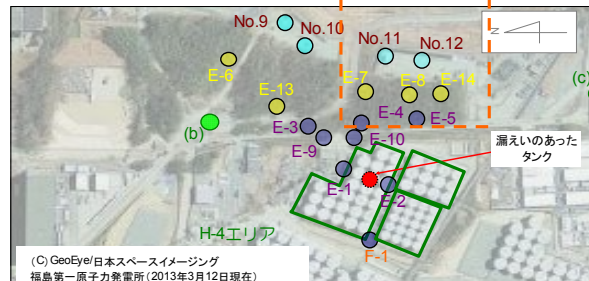 No.9
No.10
No.11
No.12
N
E-6
E-7
E-8
E-14
(c)
E-13
(b)
E-3
E-4
E-5
E-9
E-10
漏えいのあった
タンク
E-1
E-2
H-4エリア
F-1
(C) GeoEye/日本スペースイメージング
福島第一原子力発電所(2013年3月12日現在)